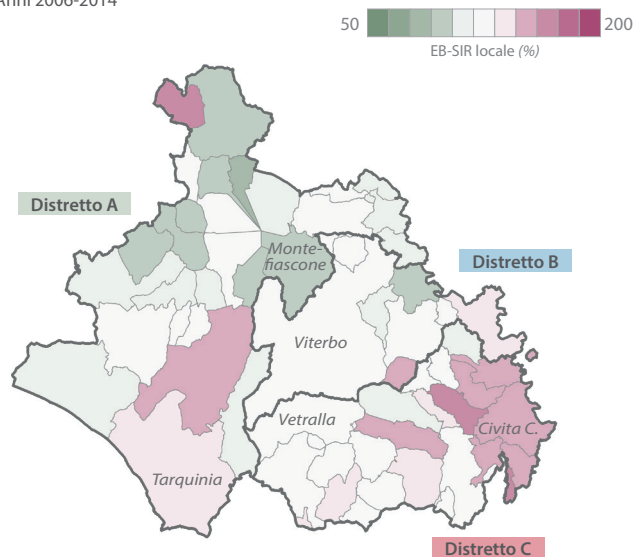 Anni 2006-2014
50 200
EB-SIR locale (%)
Distretto A
Monte-
fiascone
Distretto B
Viterbo
Vetralla
Civita C.
Tarquinia
Distretto C